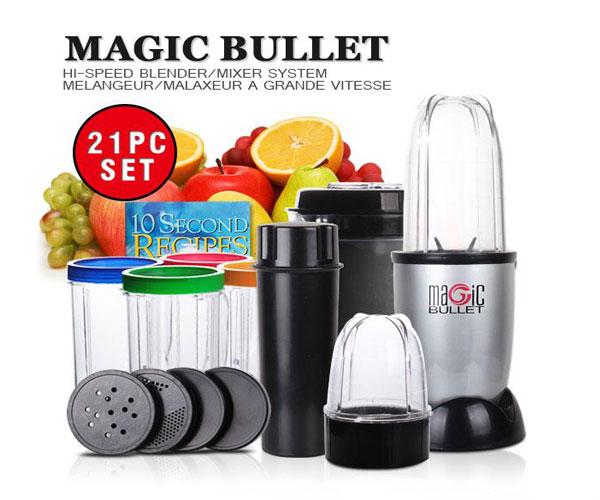 MAGIC BULLET
HI-SPEED BLENDER/MIXER SYSTEM
MELANGEUR/MALAXEUR A GRANDE VITESSE
21PC
SET
10 SECOND
RECIPES
maGic
BULLET